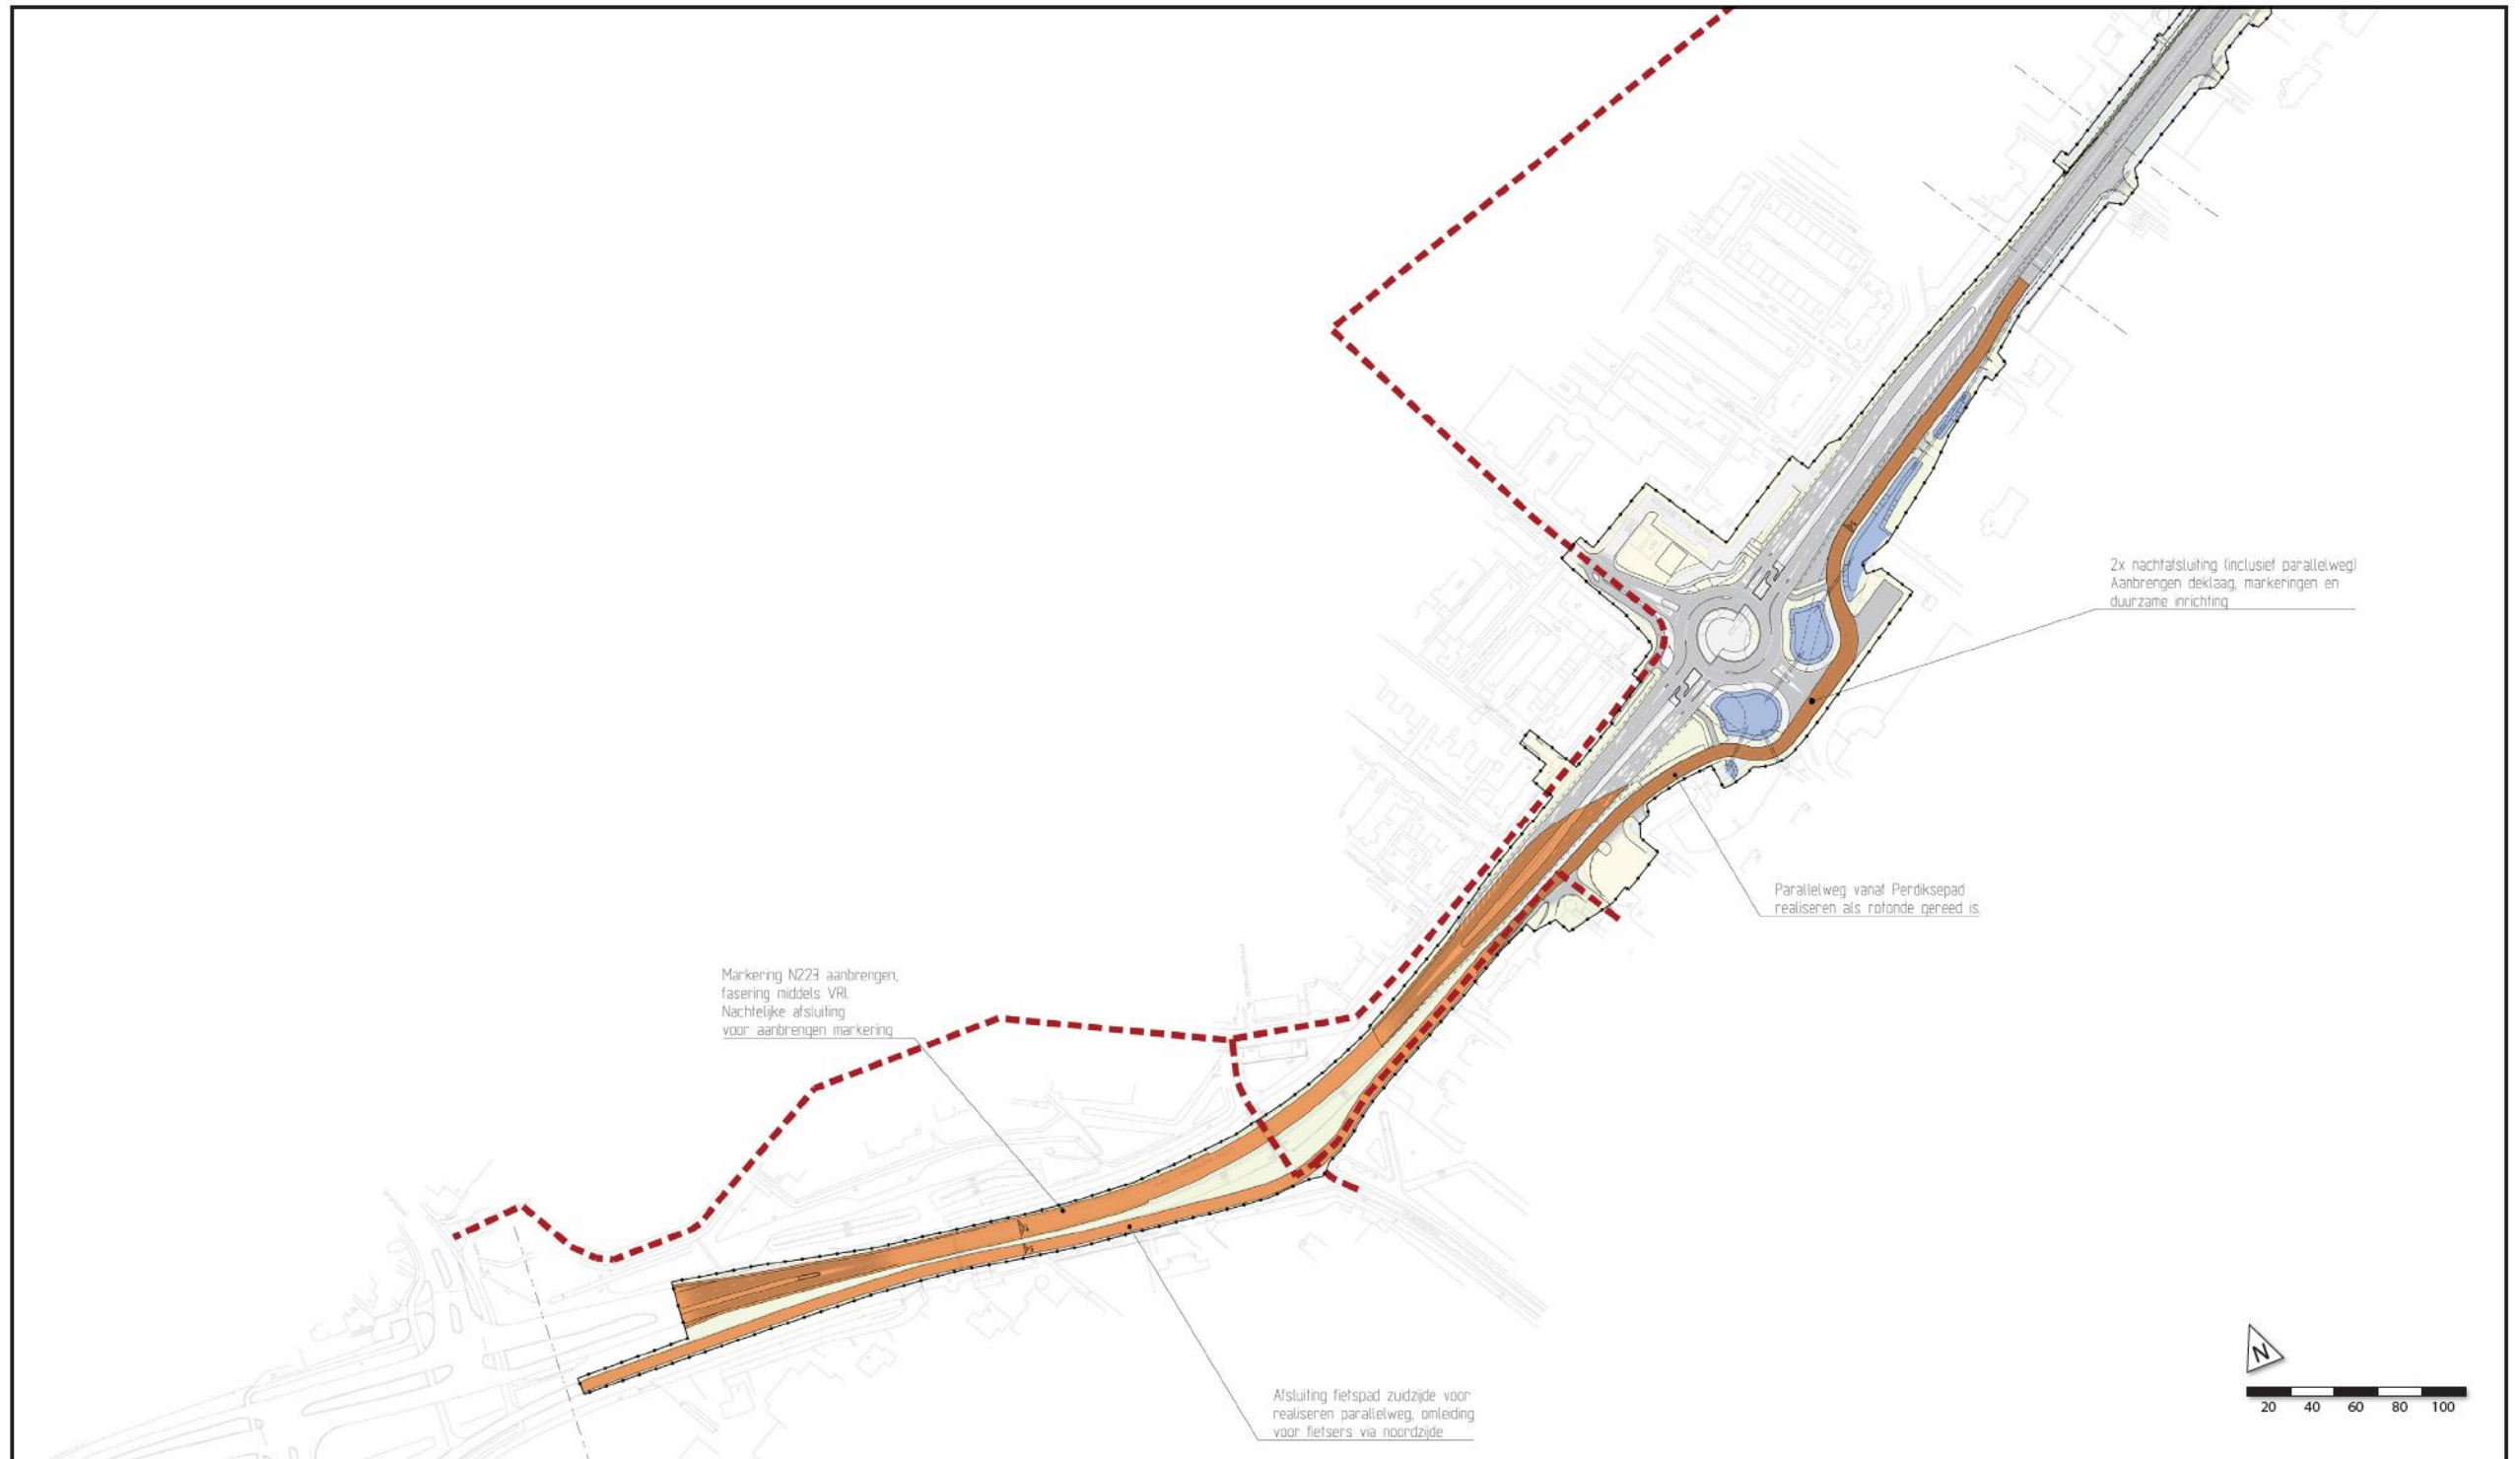 2x nachtafsluiting (inclusief parallelweg)
Aanbrengen deklaag, markeringen en
duurzame inrichting
Parallelweg vanaf Perdiksepad
realiseren als rotonde gereed is.
Markering N223 aanbrengen,
fasering middels VRI.
Nachtelijke afsluiting
voor aanbrengen markering
Afsluiting fietspad zuidzijde voor
realiseren parallelweg, omleiding
voor fietsers via noordzijde
N
20 40 60 80 100